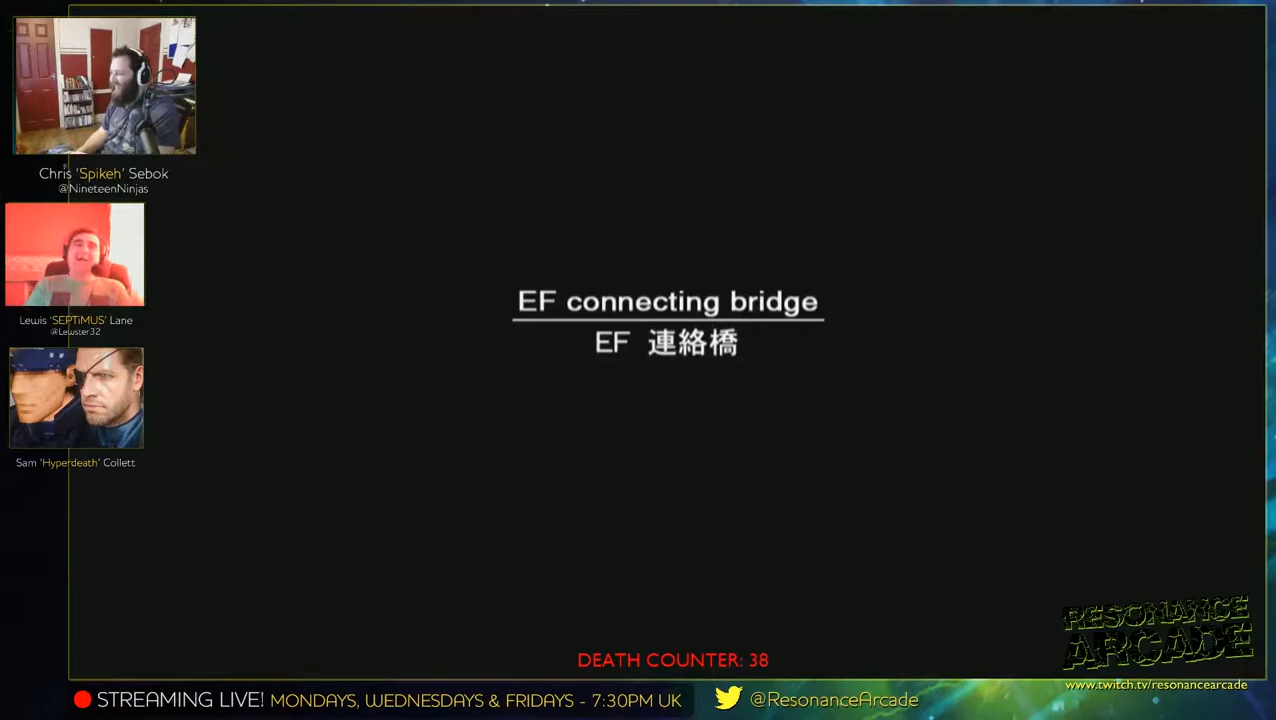 Chris 'Spikeh' Sebok
@NineteenNinjas
Lewis 'SEPTiMUS' Lane
@Lewster32
Sam 'Hyperdeath' Collett
EF connecting bridge
EF 連絡橋
DEATH COUNTER: 38
RESONANCE
ARCADE
www.twitch.tv/resonancearcade
STREAMING LIVE! MONDAYS, WEDNESDAYS & FRIDAYS - 7:30PM UK
@ResonanceArcade